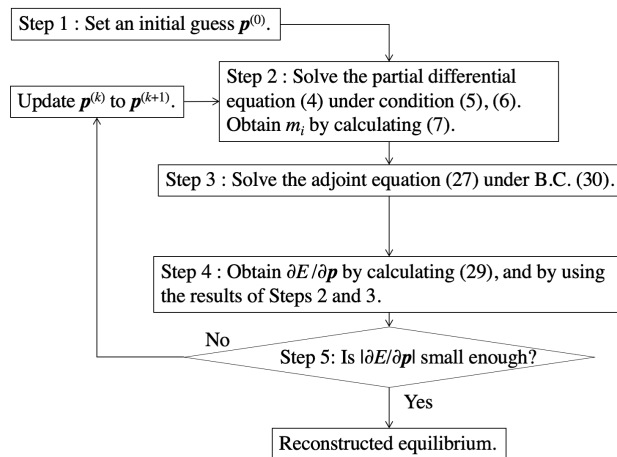 Step 1 : Set an initial guess p^(0).
Step 2 : Solve the partial differential
equation (4) under condition (5), (6).
Obtain m_i by calculating (7).
Update p^(k) to p^(k+1).
Step 3 : Solve the adjoint equation (27) under B.C. (30).
Step 4 : Obtain ∂E/∂p by calculating (29), and by using
the results of Steps 2 and 3.
No
Step 5: Is |∂E/∂p| small enough?
Yes
Reconstructed equilibrium.